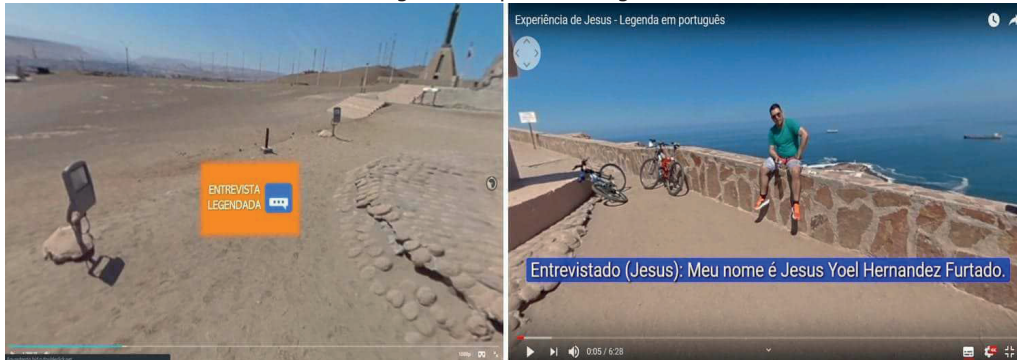 ENTREVISTA
LEGENDADA
1080p
Experiência de Jesus - Legenda em português
Entrevistado (Jesus): Meu nome é Jesus Yoel Hernandez Furtado.
0:05 / 6:28